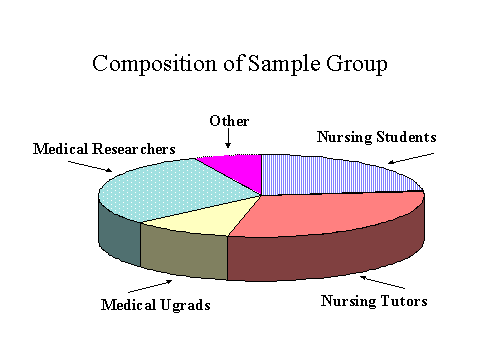 Composition of Sample Group
Other
Nursing Students
Medical Researchers
Medical Ugrads
Nursing Tutors